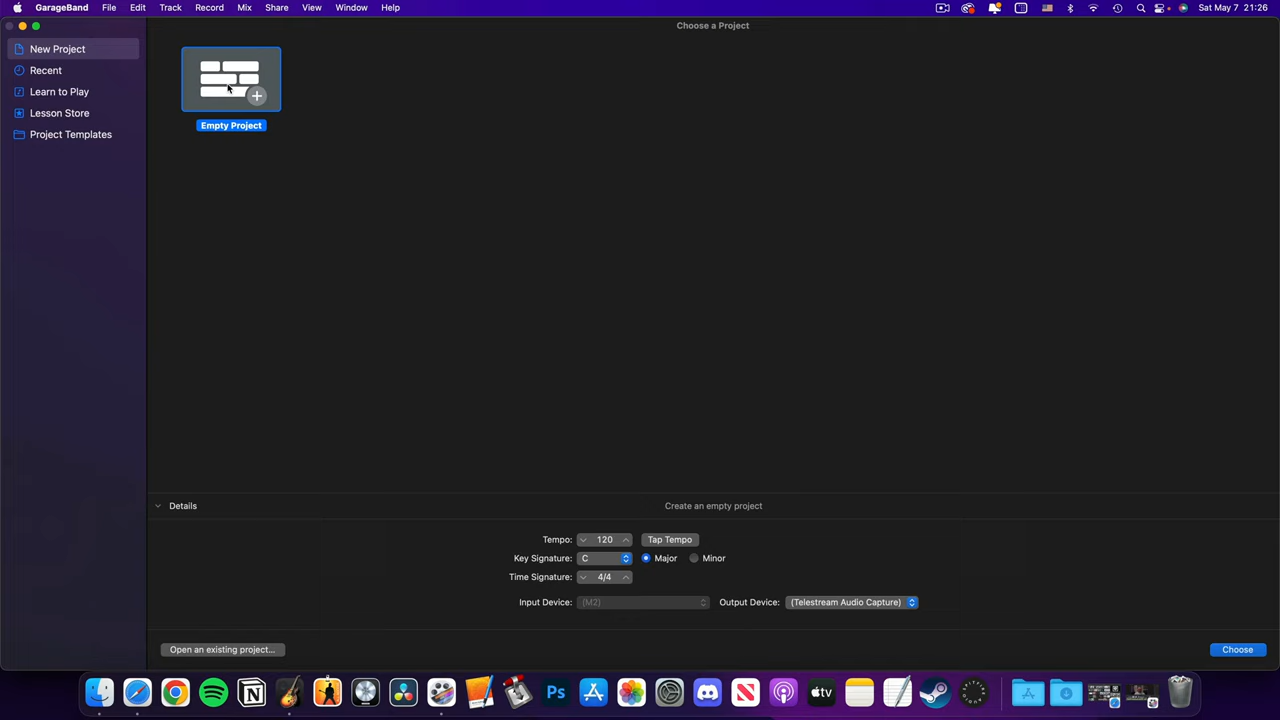 GarageBand File Edit Track Record Mix Share View Window Help Sat May 7 21:26
Choose a Project
New Project
Recent
Learn to Play
Lesson Store
Project Templates
Empty Project
Details Create an empty project
Tempo: 120 Tap Tempo
Key Signature: C Major Minor
Time Signature: 4/4
Input Device: (M2) Output Device: (Telestream Audio Capture)
Open an existing project... Choose
Ps
tv